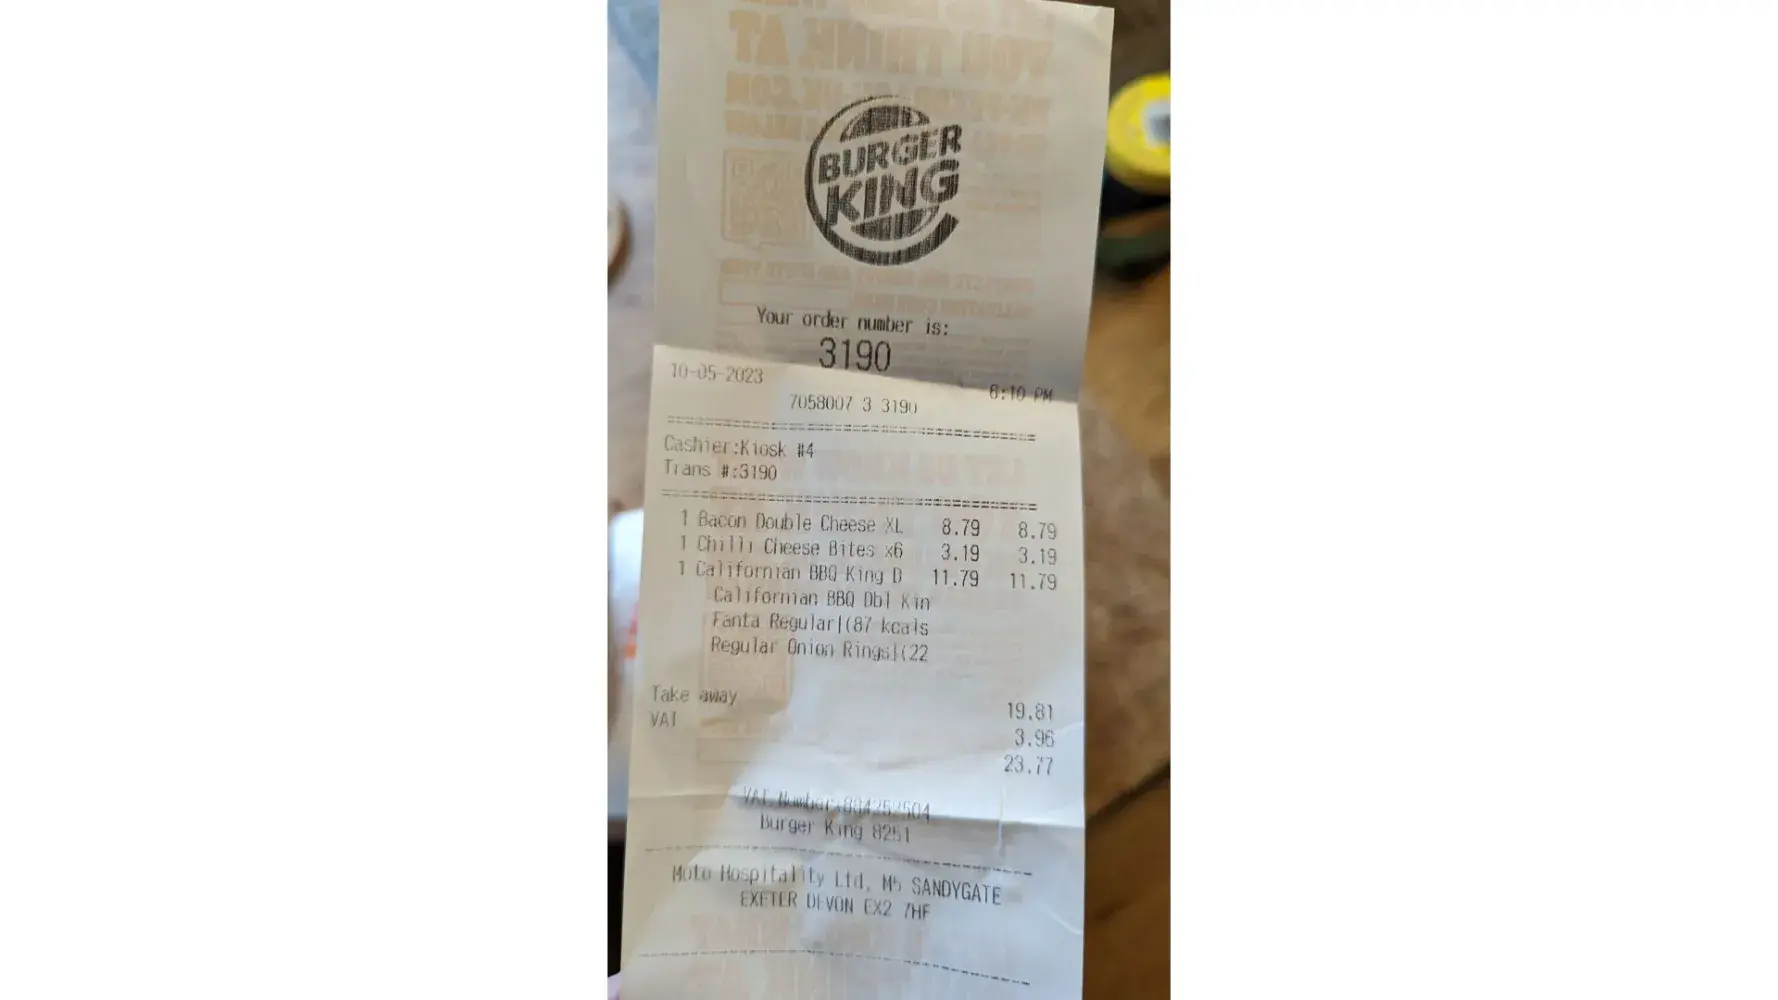 BURGER
KING
Your order number is:
3190
10-05-2023 6:10 PM
7058007 3 3190
Cashier:Kiosk #4
Trans #:3190
1 Bacon Double Cheese XL 8.79 8.79
1 Chilli Cheese Bites x6 3.19 3.19
1 Californian BBQ King D 11.79 11.79
Californian BBQ Dbl Kin
Fanta Regular|(87 kcals
Regular Onion Rings|(22
Take away 19.81
VAT 3.96
23.77
VAT Number:884252504
Burger King 8251
Moto Hospitality Ltd, M5 SANDYGATE
EXETER DEVON EX2 7HF